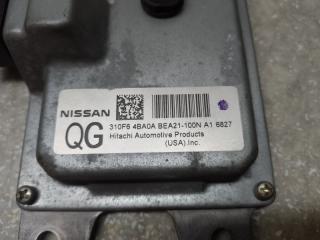 NISSAN
QG
310F6 4BA0A BEA21-100N A1 6827
Hitachi Automotive Products
(USA).Inc.